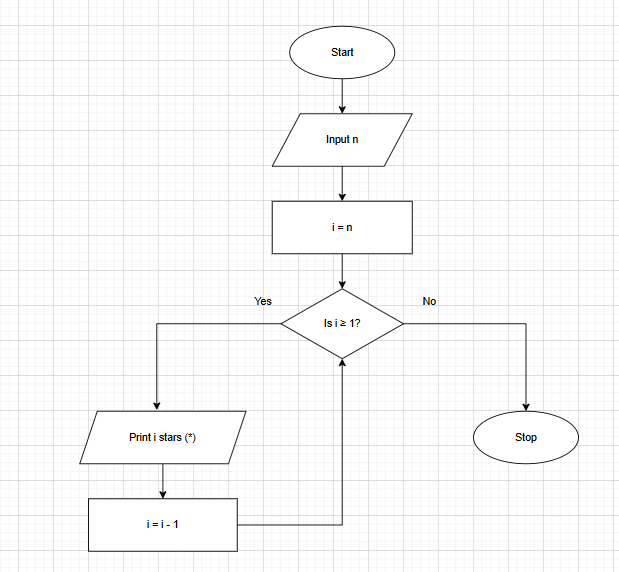 Start
Input n
i = n
Yes
No
Is i ≥ 1?
Print i stars (*)
Stop
i = i - 1